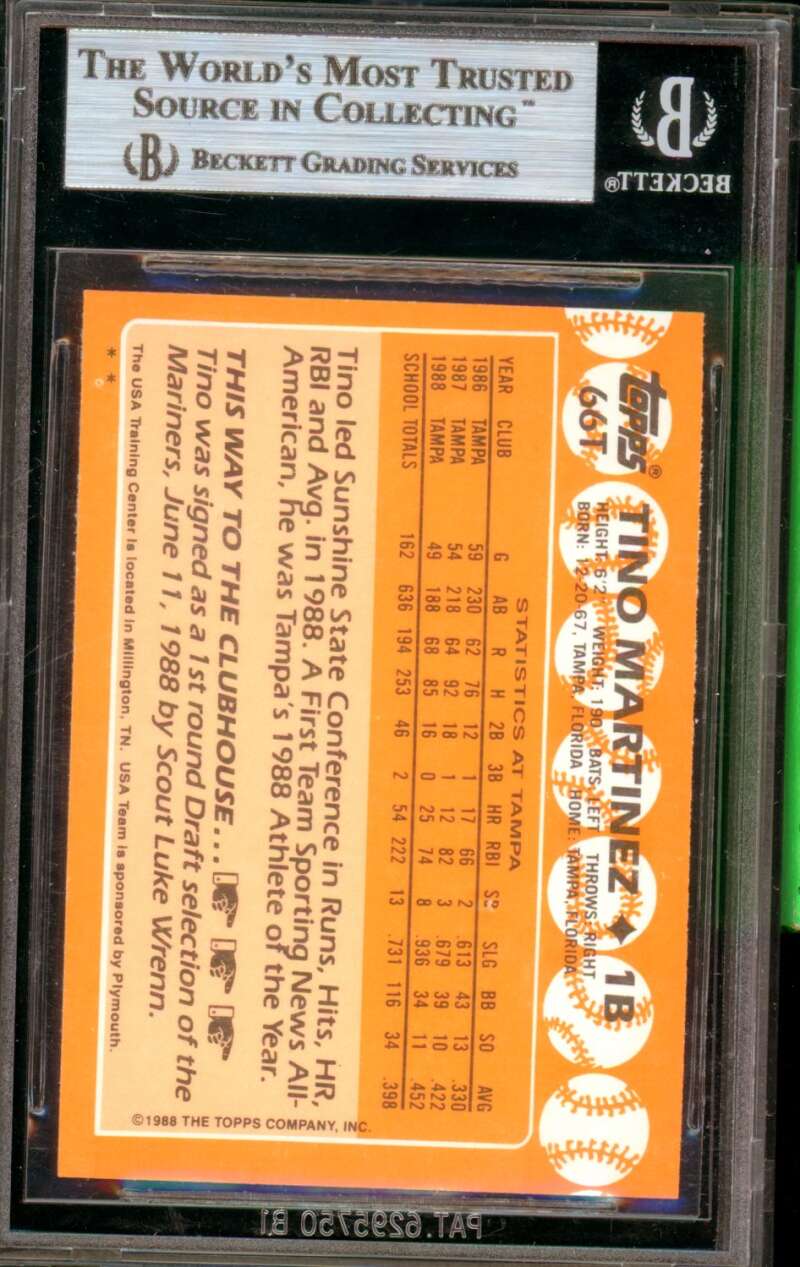 THE WORLD'S MOST TRUSTED
SOURCE IN COLLECTING™
B BECKETT GRADING SERVICES
B
BECKETT®
topps®
66T
TINO MARTINEZ ♦ 1B
HEIGHT: 6'2" WEIGHT: 190 BATS: LEFT THROWS: RIGHT
BORN: 12-20-67, TAMPA, FLORIDA HOME: TAMPA, FLORIDA
STATISTICS AT TAMPA
YEAR CLUB G AB R H 2B 3B HR RBI SB SLG BB SO AVG
1986 TAMPA 59 230 62 76 12 1 17 66 2 .613 43 13 .330
1987 TAMPA 54 218 64 92 18 1 12 82 3 .679 39 10 .422
1988 TAMPA 49 188 68 85 16 0 25 74 8 .936 34 11 .452
SCHOOL TOTALS 162 636 194 253 46 2 54 222 13 .731 116 34 .398
Tino led Sunshine State Conference in Runs, Hits, HR,
RBI and Avg. in 1988. A First Team Sporting News All-
American, he was Tampa's 1988 Athlete of the Year.
THIS WAY TO THE CLUBHOUSE...
Tino was signed as a 1st round Draft selection of the
Mariners, June 11, 1988 by Scout Luke Wrenn.
The USA Training Center is located in Millington, TN. USA Team is sponsored by Plymouth.
* *
©1988 THE TOPPS COMPANY, INC.
PAT. 6295750 B1